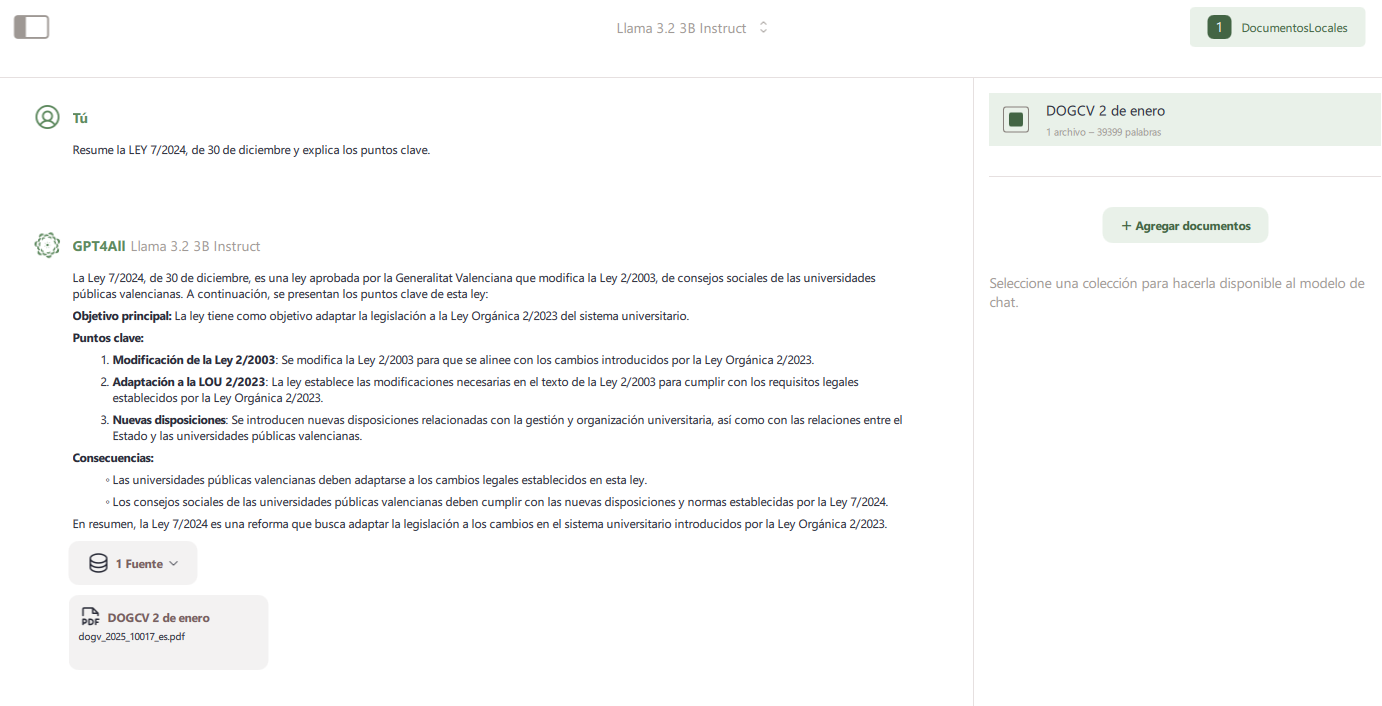 Llama 3.2 3B Instruct
1 DocumentosLocales
Tú
Resume la LEY 7/2024, de 30 de diciembre y explica los puntos clave.
GPT4All Llama 3.2 3B Instruct
La Ley 7/2024, de 30 de diciembre, es una ley aprobada por la Generalitat Valenciana que modifica la Ley 2/2003, de consejos sociales de las universidades
públicas valencianas. A continuación, se presentan los puntos clave de esta ley:
Objetivo principal: La ley tiene como objetivo adaptar la legislación a la Ley Orgánica 2/2023 del sistema universitario.
Puntos clave:
1. Modificación de la Ley 2/2003: Se modifica la Ley 2/2003 para que se alinee con los cambios introducidos por la Ley Orgánica 2/2023.
2. Adaptación a la LOU 2/2023: La ley establece las modificaciones necesarias en el texto de la Ley 2/2003 para cumplir con los requisitos legales
establecidos por la Ley Orgánica 2/2023.
3. Nuevas disposiciones: Se introducen nuevas disposiciones relacionadas con la gestión y organización universitaria, así como con las relaciones entre el
Estado y las universidades públicas valencianas.
Consecuencias:
◦ Las universidades públicas valencianas deben adaptarse a los cambios legales establecidos en esta ley.
◦ Los consejos sociales de las universidades públicas valencianas deben cumplir con las nuevas disposiciones y normas establecidas por la Ley 7/2024.
En resumen, la Ley 7/2024 es una reforma que busca adaptar la legislación a los cambios en el sistema universitario introducidos por la Ley Orgánica 2/2023.
1 Fuente
PDF DOGCV 2 de enero
dogv_2025_10017_es.pdf
DOGCV 2 de enero
1 archivo – 39399 palabras
+ Agregar documentos
Seleccione una colección para hacerla disponible al modelo de
chat.